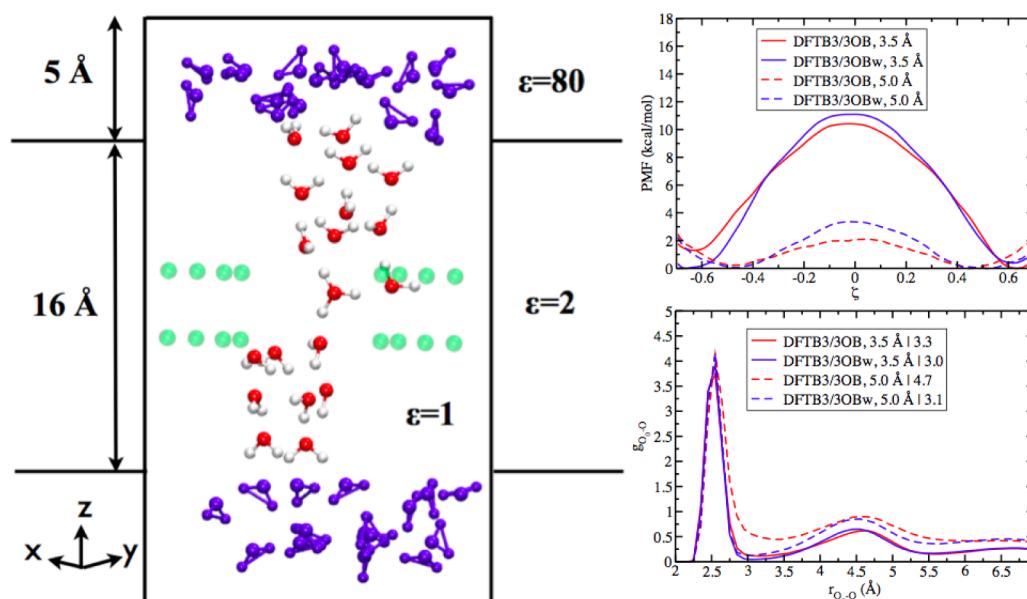 5 Å
ε=80
16 Å
ε=2
ε=1
z
x
y
PMF (kcal/mol)
18
16
14
12
10
8
6
4
2
0
DFTB3/3OB, 3.5 Å
DFTB3/3OBw, 3.5 Å
DFTB3/3OB, 5.0 Å
DFTB3/3OBw, 5.0 Å
-0.6 -0.4 -0.2 0 0.2 0.4 0.6
ζ
gO0-O
5
4.5
4
3.5
3
2.5
2
1.5
1
0.5
0
DFTB3/3OB, 3.5 Å | 3.3
DFTB3/3OBw, 3.5 Å | 3.0
DFTB3/3OB, 5.0 Å | 4.7
DFTB3/3OBw, 5.0 Å | 3.1
2 2.5 3 3.5 4 4.5 5 5.5 6 6.5